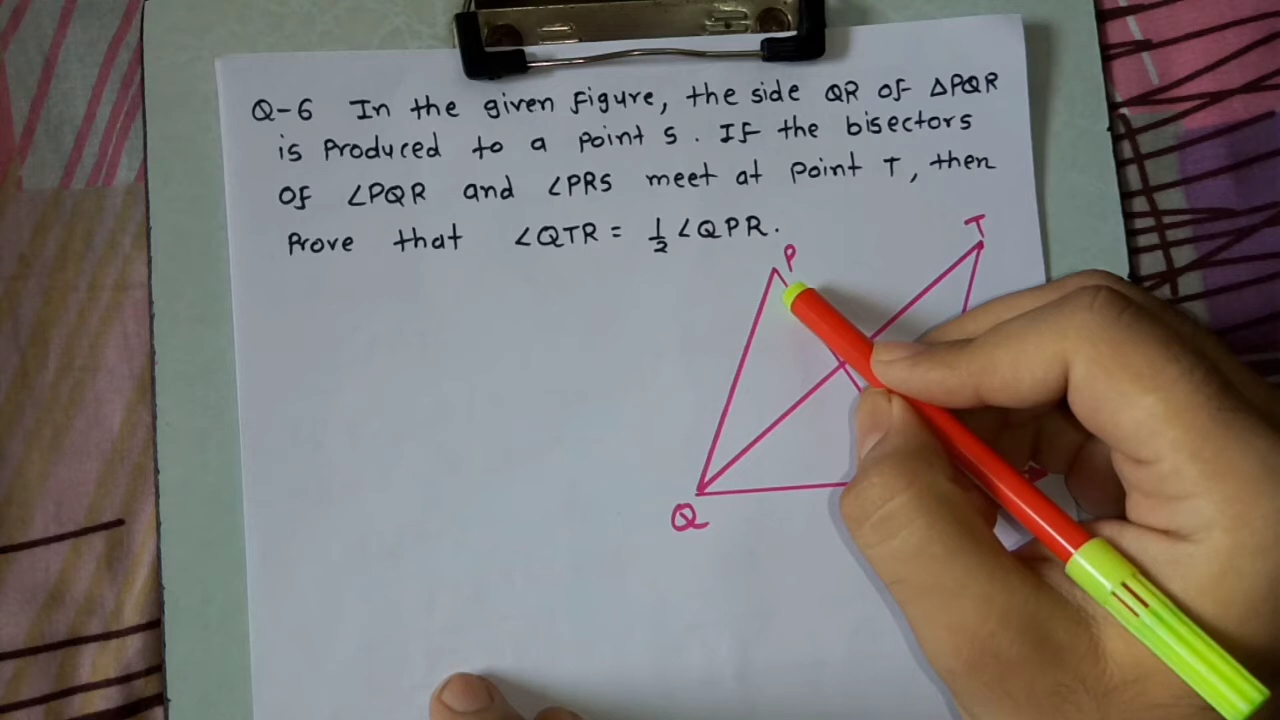 Q-6 In the given figure, the side QR of ΔPQR
is produced to a point S. If the bisectors
of ∠PQR and ∠PRS meet at point T, then
prove that ∠QTR = 1/2 ∠QPR.
T
P
Q